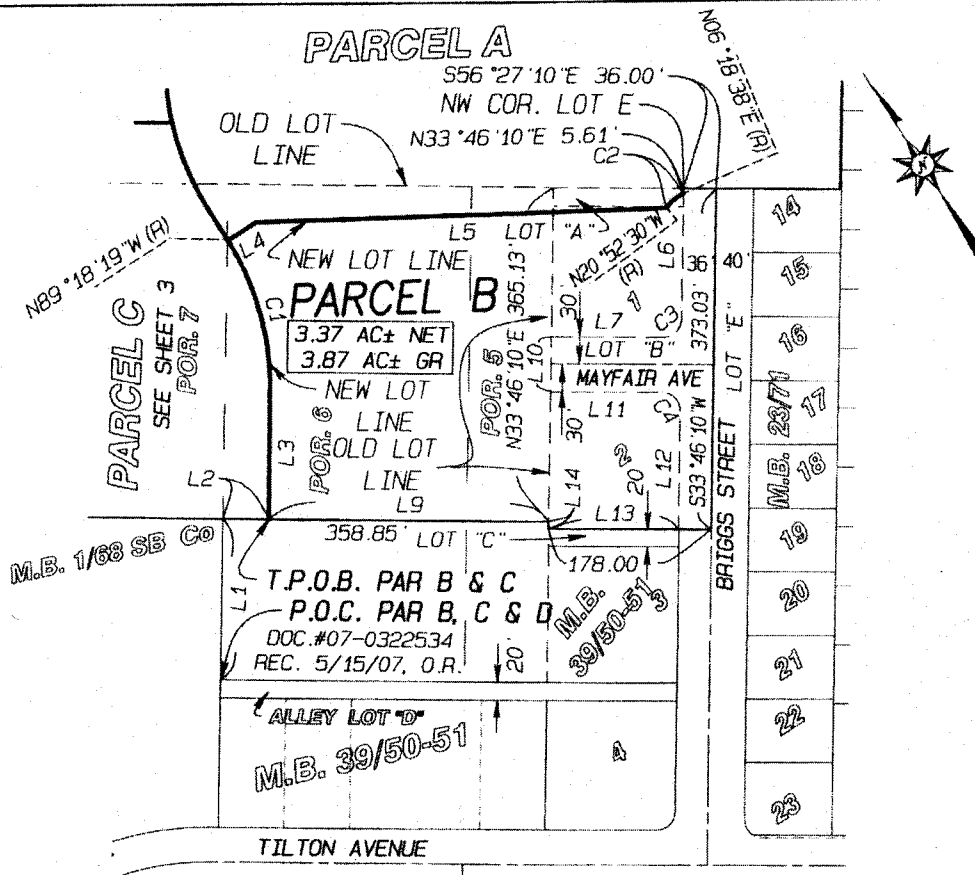 PARCEL A
S56°27'10"E 36.00'
NW COR. LOT E
N33°46'10"E 5.61'
C2
N06°18'38"E (R)
OLD LOT
LINE
N89°18'19"W (R)
L4
L5
LOT "A"
N20°52'30"W
(R)
L6
NEW LOT LINE
PARCEL B
3.37 AC± NET
3.87 AC± GR
C1
NEW LOT
LINE
OLD LOT
LINE
POR. 6
POR. 5
N33°46'10"E 365.13'
PARCEL C
SEE SHEET 3
POR. 7
L2
L3
L9
30'
L10
L7
C3
1
LOT "B"
MAYFAIR AVE
L11
C4
30'
L14
2
20'
L12
L13
36'
40'
373.03'
S33°46'10"W
BRIGGS STREET LOT "E"
M.B. 23/71
14
15
16
17
18
19
20
21
22
23
358.85'
LOT "C"
178.00'
M.B. 1/68 SB Co
L1
T.P.O.B. PAR B & C
P.O.C. PAR B, C & D
DOC.#07-0322534
REC. 5/15/07, O.R.
20'
M.B.
39/50-51
3
ALLEY LOT "D"
M.B. 39/50-51
4
TILTON AVENUE
N